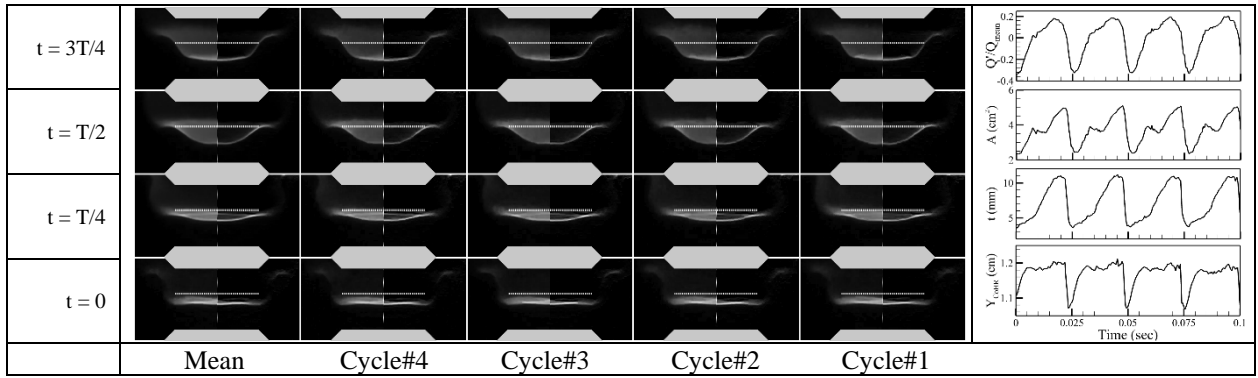 t = 3T/4
t = T/2
t = T/4
t = 0
Mean Cycle#4 Cycle#3 Cycle#2 Cycle#1
Q'/Qmean
0.2
0
-0.2
-0.4
A (cm²)
6
4
2
t (mm)
10
5
Y (cm)
1.2
1.1
0 0.025 0.05 0.075 0.1
Time (sec)